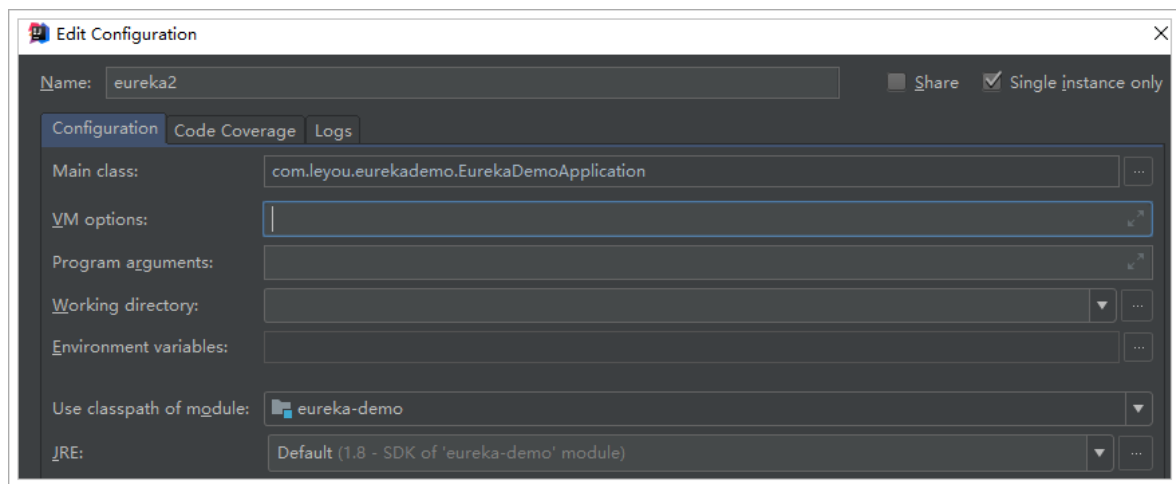 Edit Configuration
Name: eureka2 Share Single instance only
Configuration Code Coverage Logs
Main class: com.leyou.eurekademo.EurekaDemoApplication ...
VM options:
Program arguments:
Working directory: ...
Environment variables: ...
Use classpath of module: eureka-demo
JRE: Default (1.8 - SDK of 'eureka-demo' module) ...